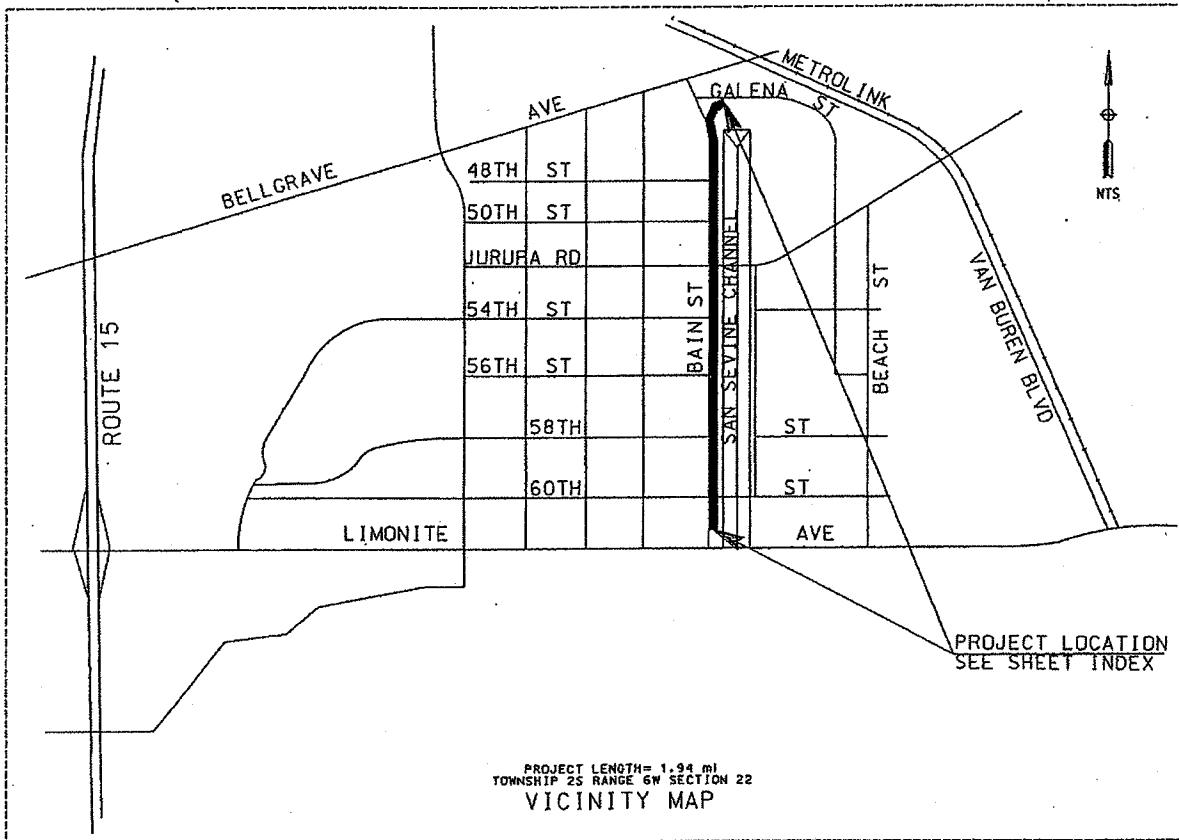 METROLINK
GALENA ST
AVE
BELLGRAVE
NTS
48TH ST
50TH ST
JURUPA RD
54TH ST
56TH ST
58TH ST
60TH ST
LIMONITE AVE
ROUTE 15
BAIN ST
SAN SEVINE CHANNEL
BEACH ST
VAN BUREN BLVD
PROJECT LOCATION
SEE SHEET INDEX
PROJECT LENGTH= 1.94 mi
TOWNSHIP 2S RANGE 6W SECTION 22
VICINITY MAP